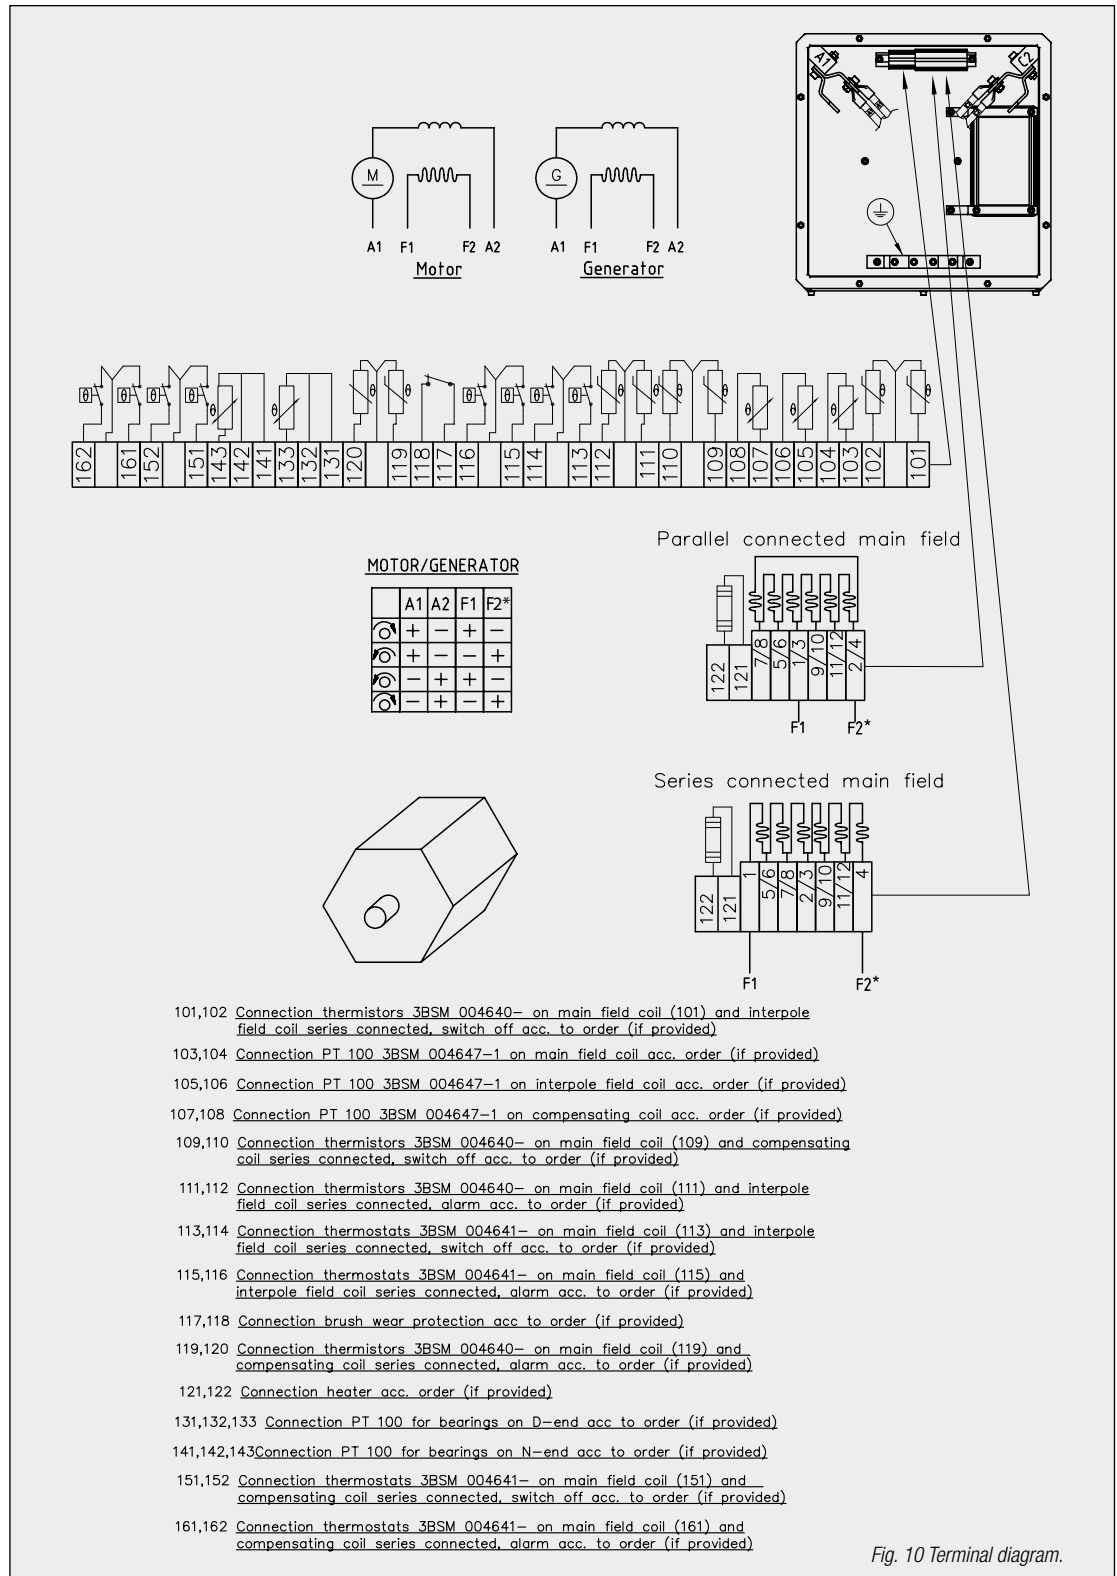 A1 C2
M G
A1 F1 F2 A2 A1 F1 F2 A2
Motor Generator
θ θ θ θ θ θ θ θ θ θ θ θ θ θ θ θ θ θ
162 161 152 151 143 142 141 133 132 131 120 119 118 117 116 115 114 113 112 111 110 109 108 107 106 105 104 103 102 101
Parallel connected main field
122 121 7/8 5/6 1/3 9/10 11/12 2/4
F1 F2*
MOTOR/GENERATOR
A1 A2 F1 F2*
+ − + −
+ − − +
− + + −
− + − +
Series connected main field
122 121 1 5/6 7/8 2/3 9/10 11/12 4
F1 F2*
101,102 Connection thermistors 3BSM 004640− on main field coil (101) and interpole
field coil series connected, switch off acc. to order (if provided)
103,104 Connection PT 100 3BSM 004647−1 on main field coil acc. order (if provided)
105,106 Connection PT 100 3BSM 004647−1 on interpole field coil acc. order (if provided)
107,108 Connection PT 100 3BSM 004647−1 on compensating coil acc. order (if provided)
109,110 Connection thermistors 3BSM 004640− on main field coil (109) and compensating
coil series connected, switch off acc. to order (if provided)
111,112 Connection thermistors 3BSM 004640− on main field coil (111) and interpole
field coil series connected, alarm acc. to order (if provided)
113,114 Connection thermostats 3BSM 004641− on main field coil (113) and interpole
field coil series connected, switch off acc. to order (if provided)
115,116 Connection thermostats 3BSM 004641− on main field coil (115) and
interpole field coil series connected, alarm acc. to order (if provided)
117,118 Connection brush wear protection acc to order (if provided)
119,120 Connection thermistors 3BSM 004640− on main field coil (119) and
compensating coil series connected, alarm acc. to order (if provided)
121,122 Connection heater acc. order (if provided)
131,132,133 Connection PT 100 for bearings on D−end acc to order (if provided)
141,142,143Connection PT 100 for bearings on N−end acc to order (if provided)
151,152 Connection thermostats 3BSM 004641− on main field coil (151) and
compensating coil series connected, switch off acc. to order (if provided)
161,162 Connection thermostats 3BSM 004641− on main field coil (161) and
compensating coil series connected, alarm acc. to order (if provided)
Fig. 10 Terminal diagram.